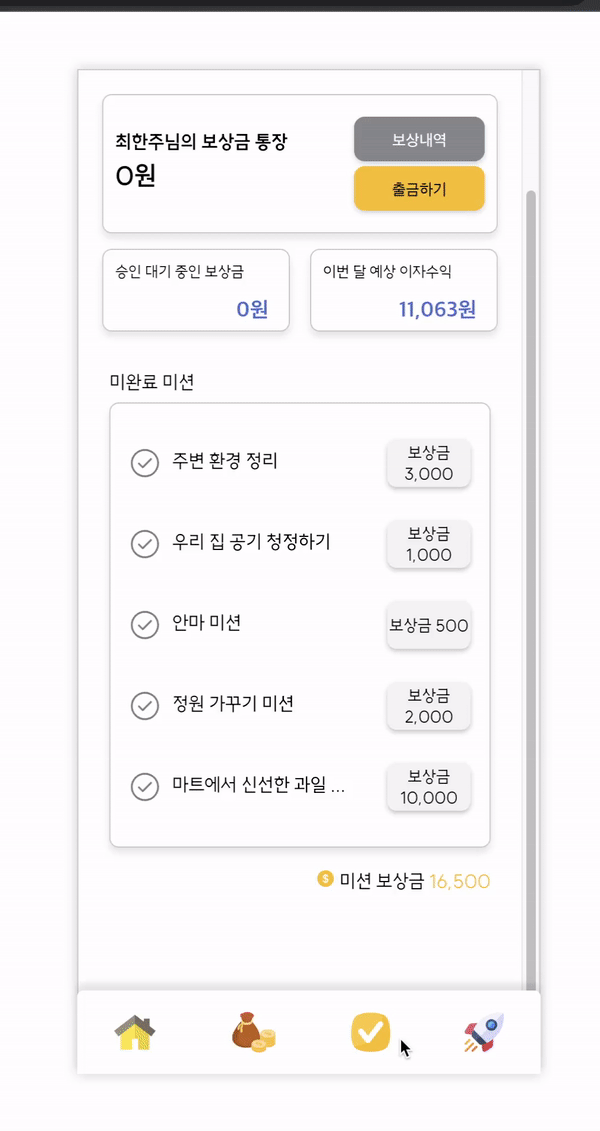 최한주님의 보상금 통장
0원
보상내역
출금하기
승인 대기 중인 보상금
0원
이번 달 예상 이자수익
11,063원
미완료 미션
주변 환경 정리
보상금
3,000
우리 집 공기 청정하기
보상금
1,000
안마 미션
보상금 500
정원 가꾸기 미션
보상금
2,000
마트에서 신선한 과일 ...
보상금
10,000
$ 미션 보상금 16,500